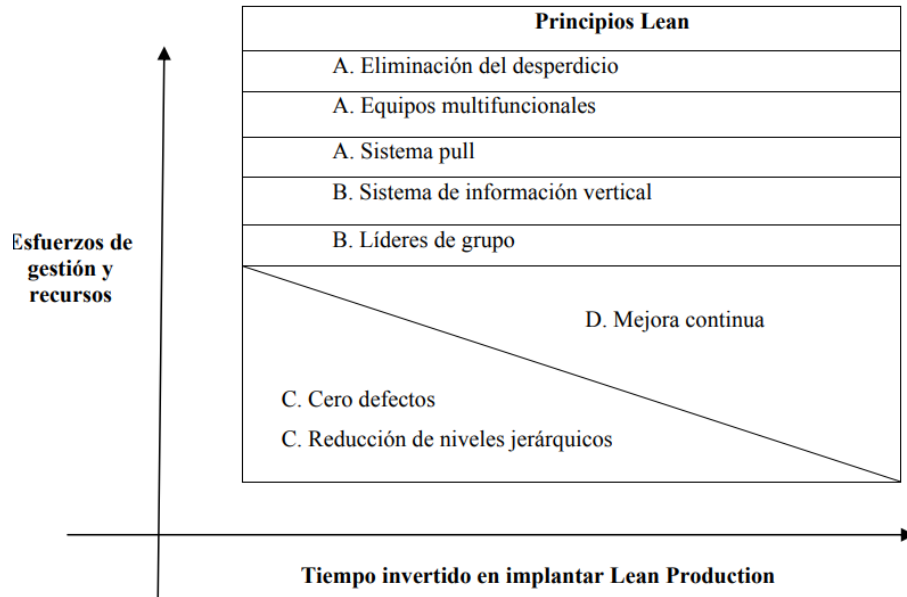 Principios Lean
A. Eliminación del desperdicio
A. Equipos multifuncionales
A. Sistema pull
B. Sistema de información vertical
B. Líderes de grupo
Esfuerzos de
gestión y
recursos
D. Mejora continua
C. Cero defectos
C. Reducción de niveles jerárquicos
Tiempo invertido en implantar Lean Production